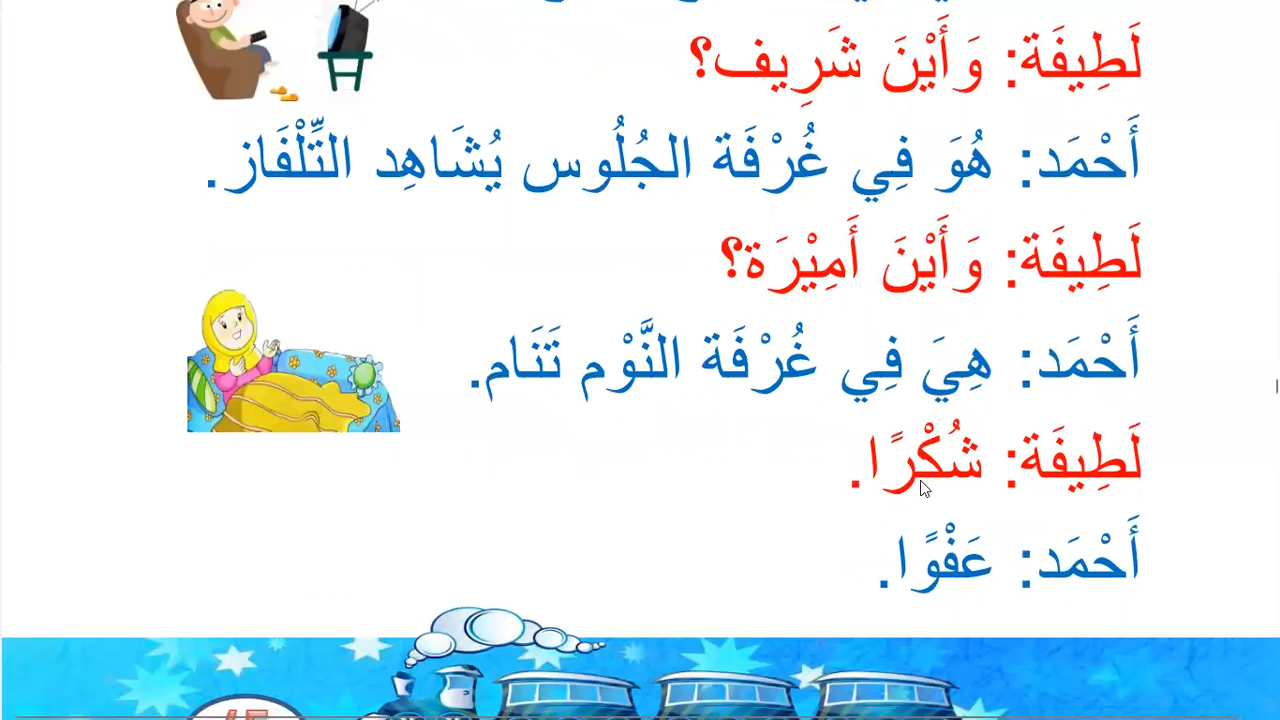 لَطِيفَة: وَأَيْنَ شَرِيف؟
أَحْمَد: هُوَ فِي غُرْفَة الجُلُوس يُشَاهِد التِّلْفَاز.
لَطِيفَة: وَأَيْنَ أَمِيْرَة؟
أَحْمَد: هِيَ فِي غُرْفَة النَّوْم تَنَام.
لَطِيفَة: شُكْرًا.
أَحْمَد: عَفْوًا.